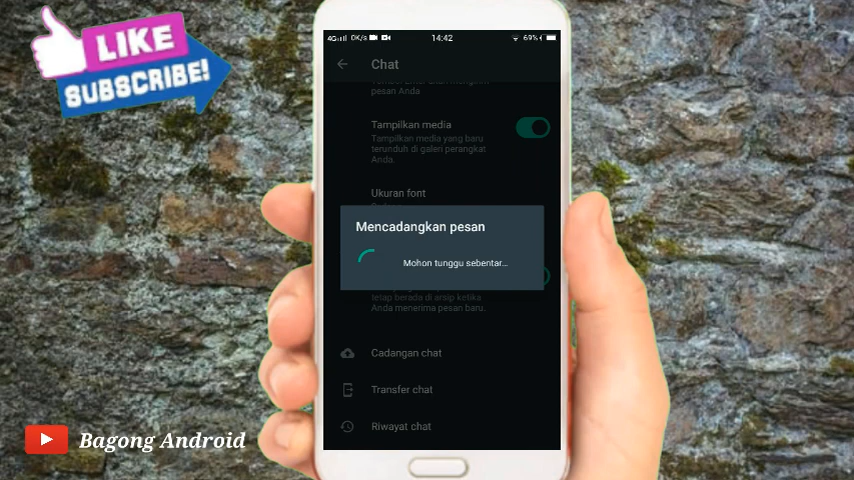 LIKE
SUBSCRIBE!
4G 0K/s 14:42 69%
Chat
pesan Anda
Tampilkan media
Tampilkan media yang baru
terunduh di galeri perangkat
Anda.
Ukuran font
Mencadangkan pesan
Mohon tunggu sebentar...
tetap berada di arsip ketika
Anda menerima pesan baru.
Cadangan chat
Transfer chat
Riwayat chat
Bagong Android